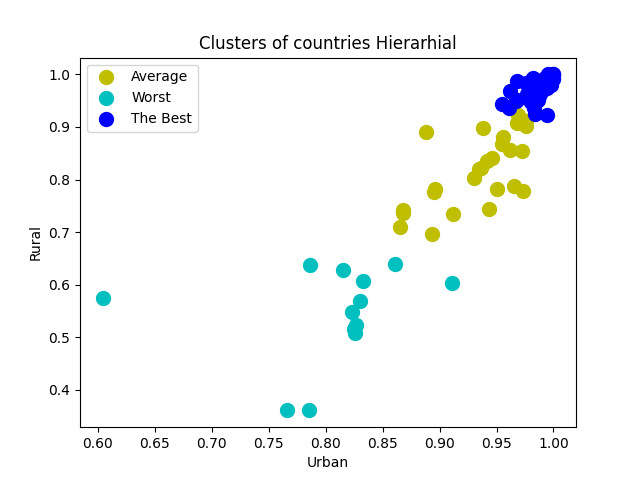 Clusters of countries Hierarhial
Average
Worst
The Best
1.0
0.9
0.8
0.7
0.6
0.5
0.4
Rural
0.60 0.65 0.70 0.75 0.80 0.85 0.90 0.95 1.00
Urban